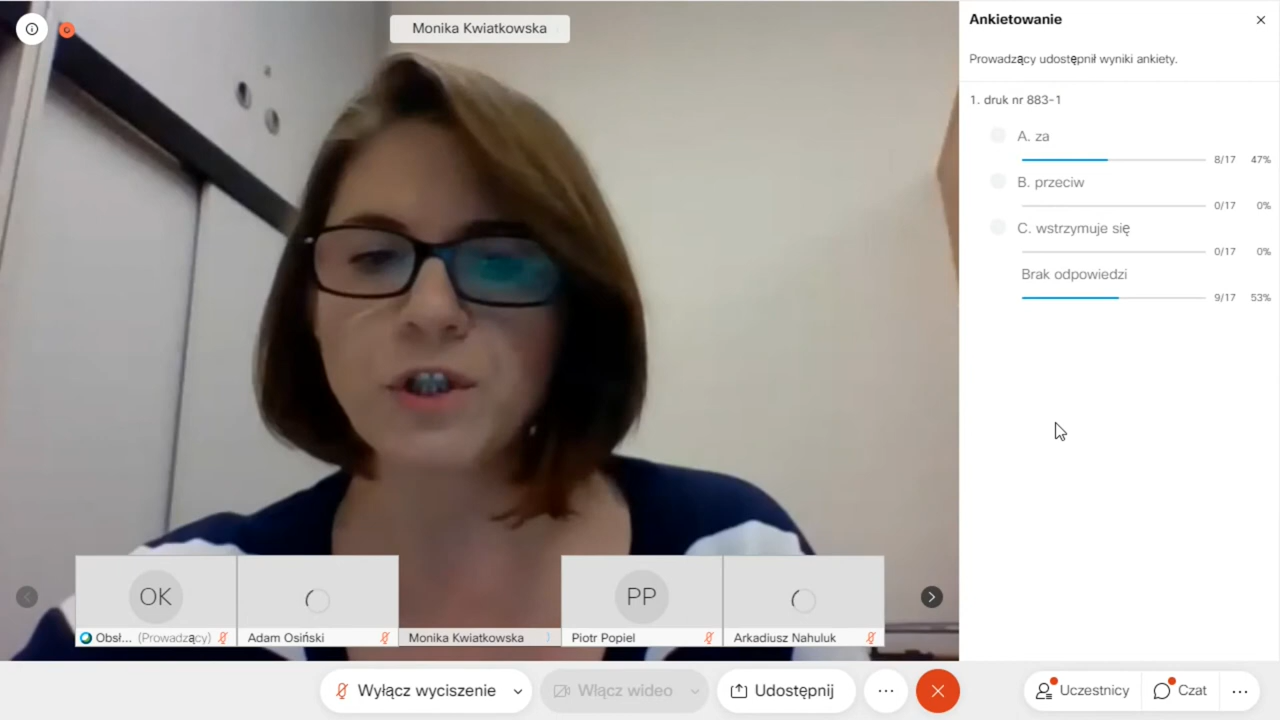 Monika Kwiatkowska
Ankietowanie
Prowadzący udostępnił wyniki ankiety.
1. druk nr 883-1
A. za
8/17 47%
B. przeciw
0/17 0%
C. wstrzymuje się
0/17 0%
Brak odpowiedzi
9/17 53%
OK
PP
Obsł... (Prowadzący)
Adam Osiński
Monika Kwiatkowska
Piotr Popiel
Arkadiusz Nahuluk
Wyłącz wyciszenie
Włącz wideo
Udostępnij
Uczestnicy
Czat